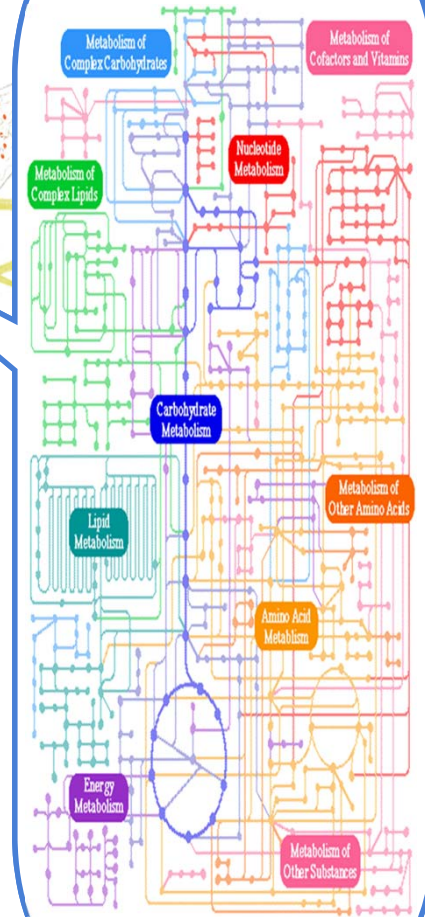 Metabolism of
Complex Carbohydrates
Metabolism of
Cofactors and Vitamins
Nucleotide
Metabolism
Metabolism of
Complex Lipids
Carbohydrate
Metabolism
Metabolism of
Other Amino Acids
Lipid
Metabolism
Amino Acid
Metablism
Energy
Metabolism
Metabolism of
Other Substances